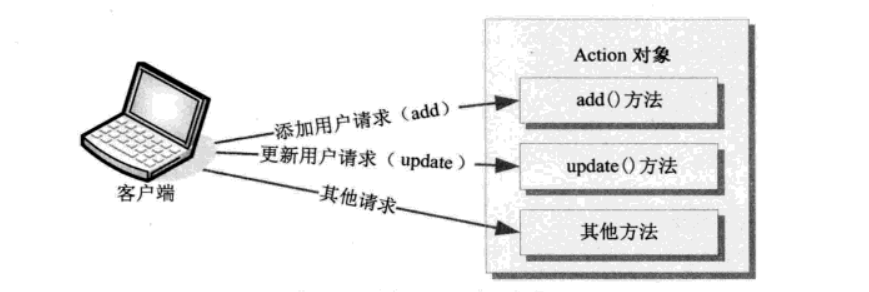 Action 对象
添加用户请求（add）
add()方法
更新用户请求（update）
update()方法
其他请求
其他方法
客户端